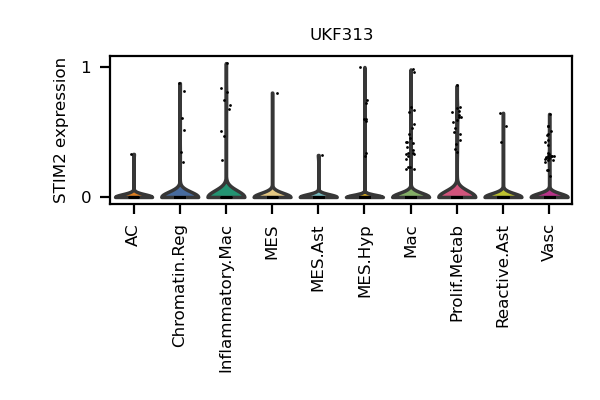 UKF313
STIM2 expression
1
0
AC
Chromatin.Reg
Inflammatory.Mac
MES
MES.Ast
MES.Hyp
Mac
Prolif.Metab
Reactive.Ast
Vasc